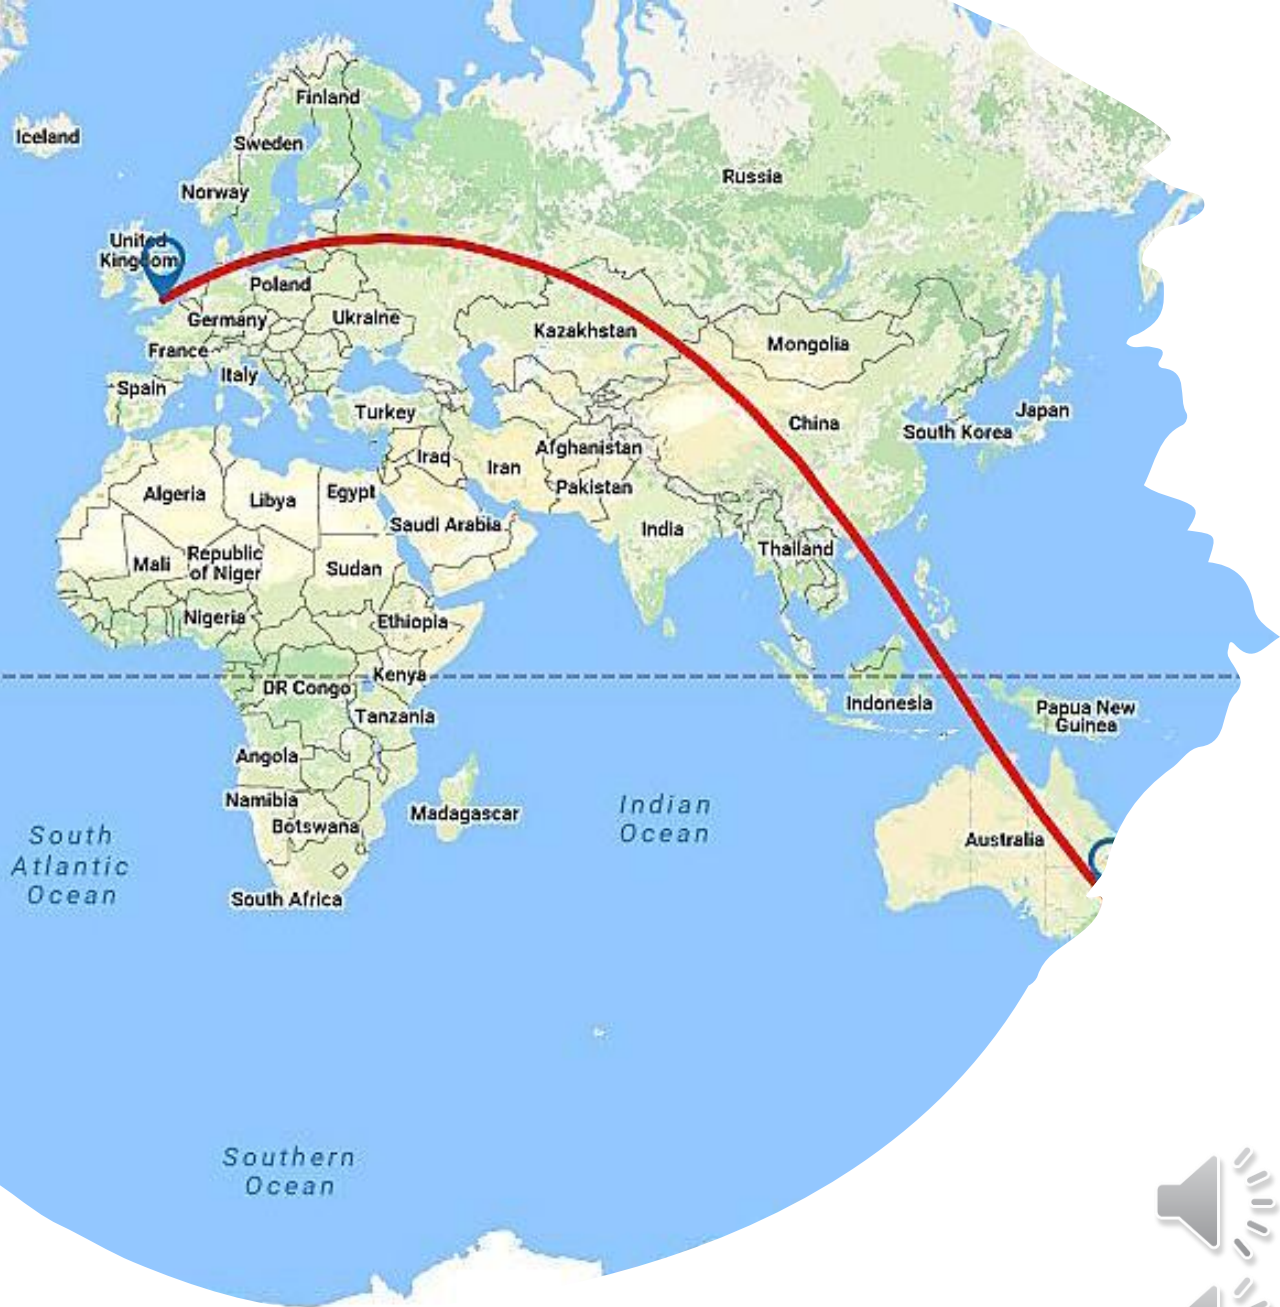 Finland
Iceland
Sweden
Russia
Norway
United
Kingdom
Poland
Germany
Ukraine
Kazakhstan
Mongolia
France
Italy
Spain
Turkey
Japan
China
South Korea
Afghanistan
Iraq
Iran
Pakistan
Algeria
Libya
Egypt
Saudi Arabia
India
Thailand
Mali
Republic
of Niger
Sudan
Nigeria
Ethiopia
Kenya
DR Congo
Indonesia
Papua New
Guinea
Tanzania
Angola
Namibia
Botswana
Madagascar
Indian
Ocean
South
Atlantic
Ocean
Australia
South Africa
Southern
Ocean